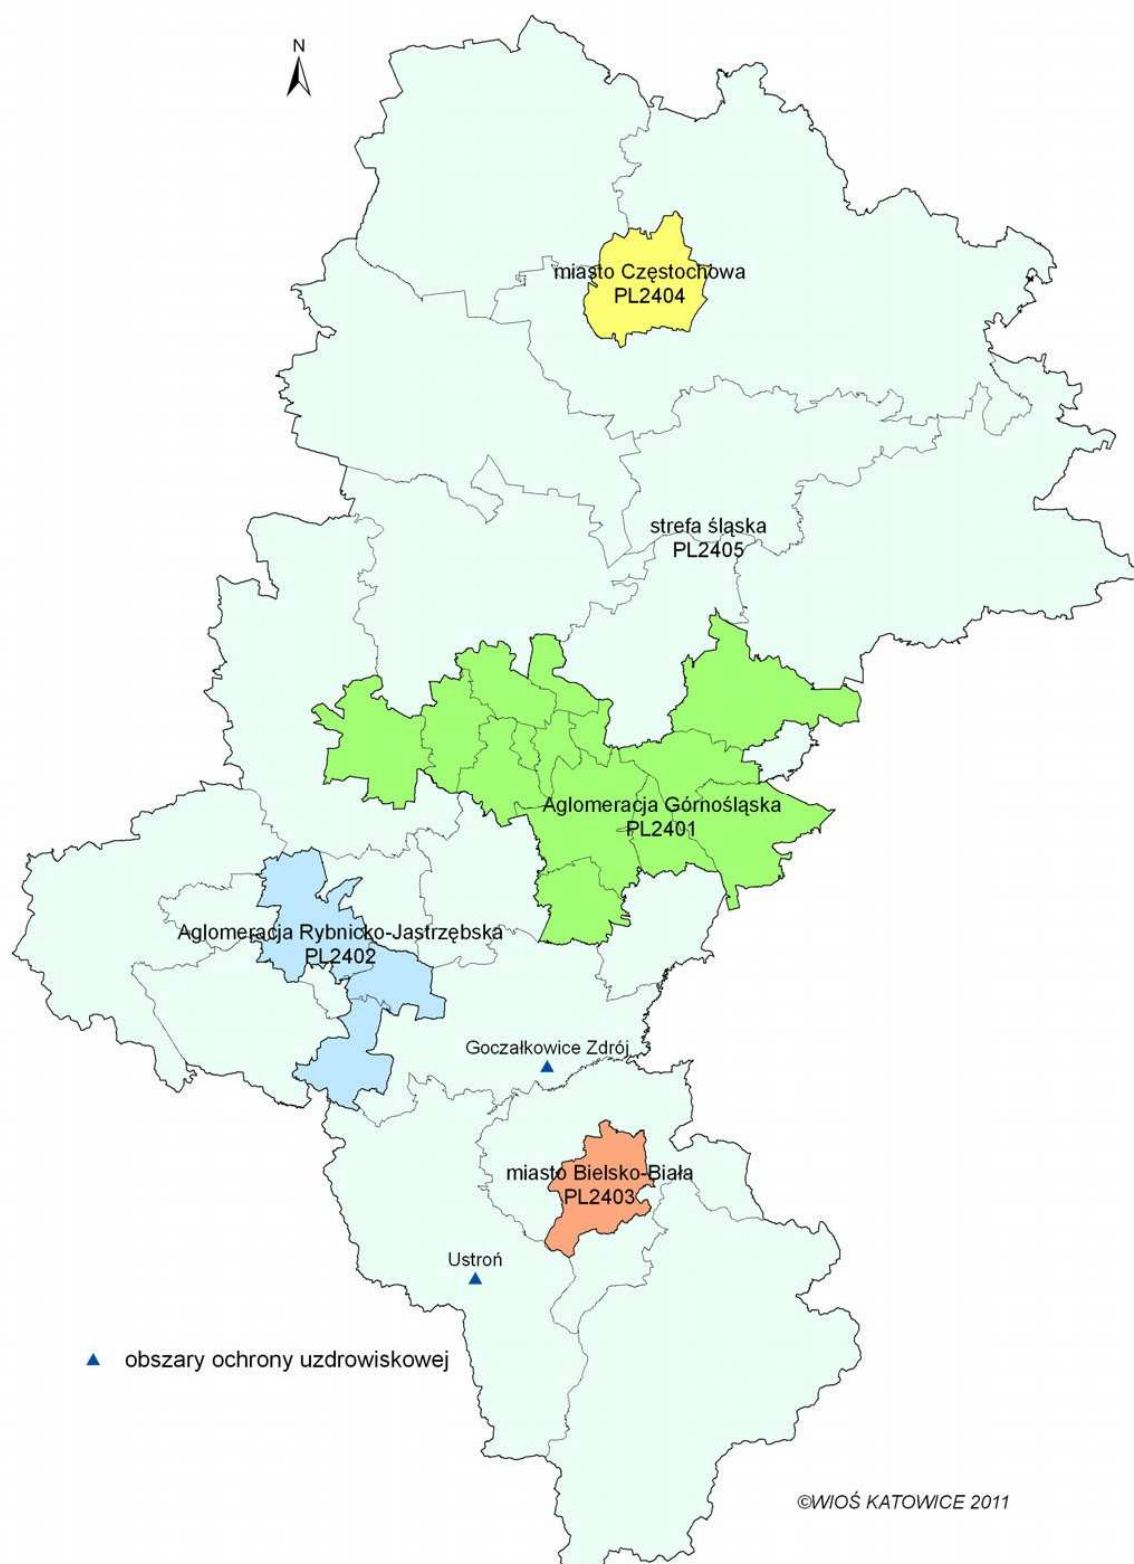 N
miasto Częstochowa
PL2404
strefa śląska
PL2405
Aglomeracja Górnośląska
PL2401
Aglomeracja Rybnicko-Jastrzębska
PL2402
Goczałkowice Zdrój
miasto Bielsko-Biała
PL2403
Ustroń
obszary ochrony uzdrowiskowej
©WIOŚ KATOWICE 2011